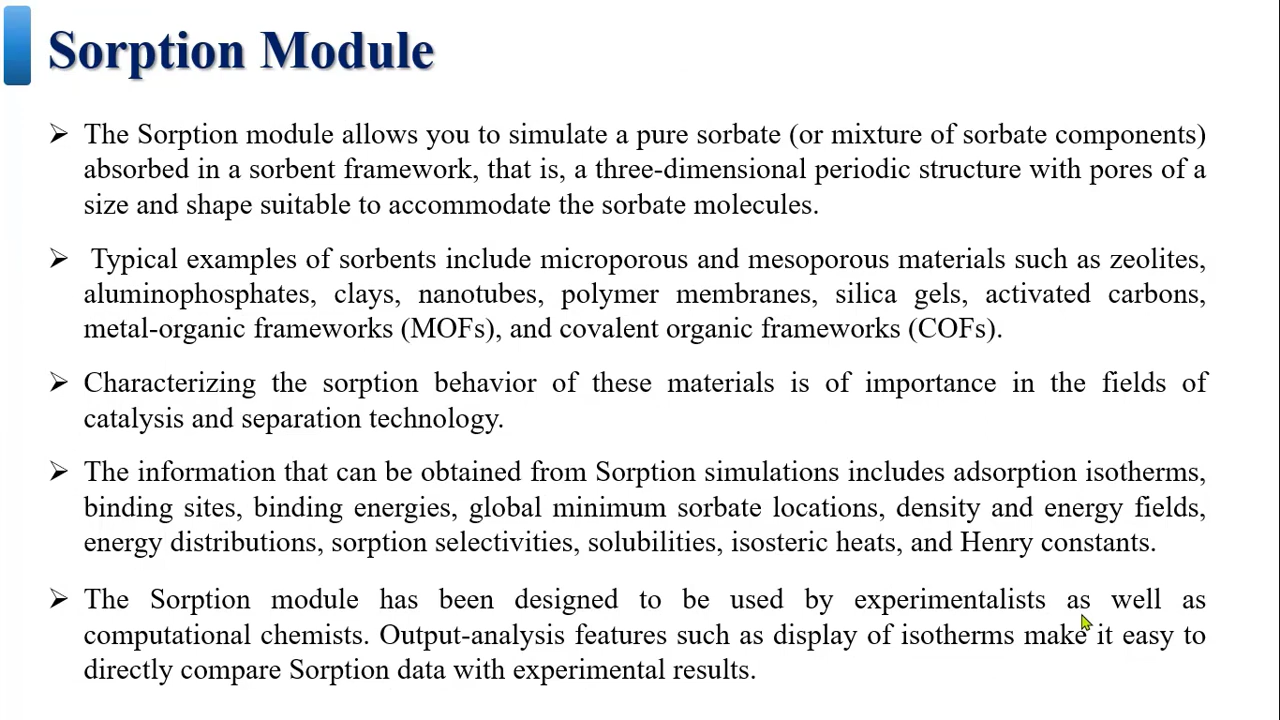 Sorption Module
➢ The Sorption module allows you to simulate a pure sorbate (or mixture of sorbate components)
absorbed in a sorbent framework, that is, a three-dimensional periodic structure with pores of a
size and shape suitable to accommodate the sorbate molecules.
➢ Typical examples of sorbents include microporous and mesoporous materials such as zeolites,
aluminophosphates, clays, nanotubes, polymer membranes, silica gels, activated carbons,
metal-organic frameworks (MOFs), and covalent organic frameworks (COFs).
➢ Characterizing the sorption behavior of these materials is of importance in the fields of
catalysis and separation technology.
➢ The information that can be obtained from Sorption simulations includes adsorption isotherms,
binding sites, binding energies, global minimum sorbate locations, density and energy fields,
energy distributions, sorption selectivities, solubilities, isosteric heats, and Henry constants.
➢ The Sorption module has been designed to be used by experimentalists as well as
computational chemists. Output-analysis features such as display of isotherms make it easy to
directly compare Sorption data with experimental results.